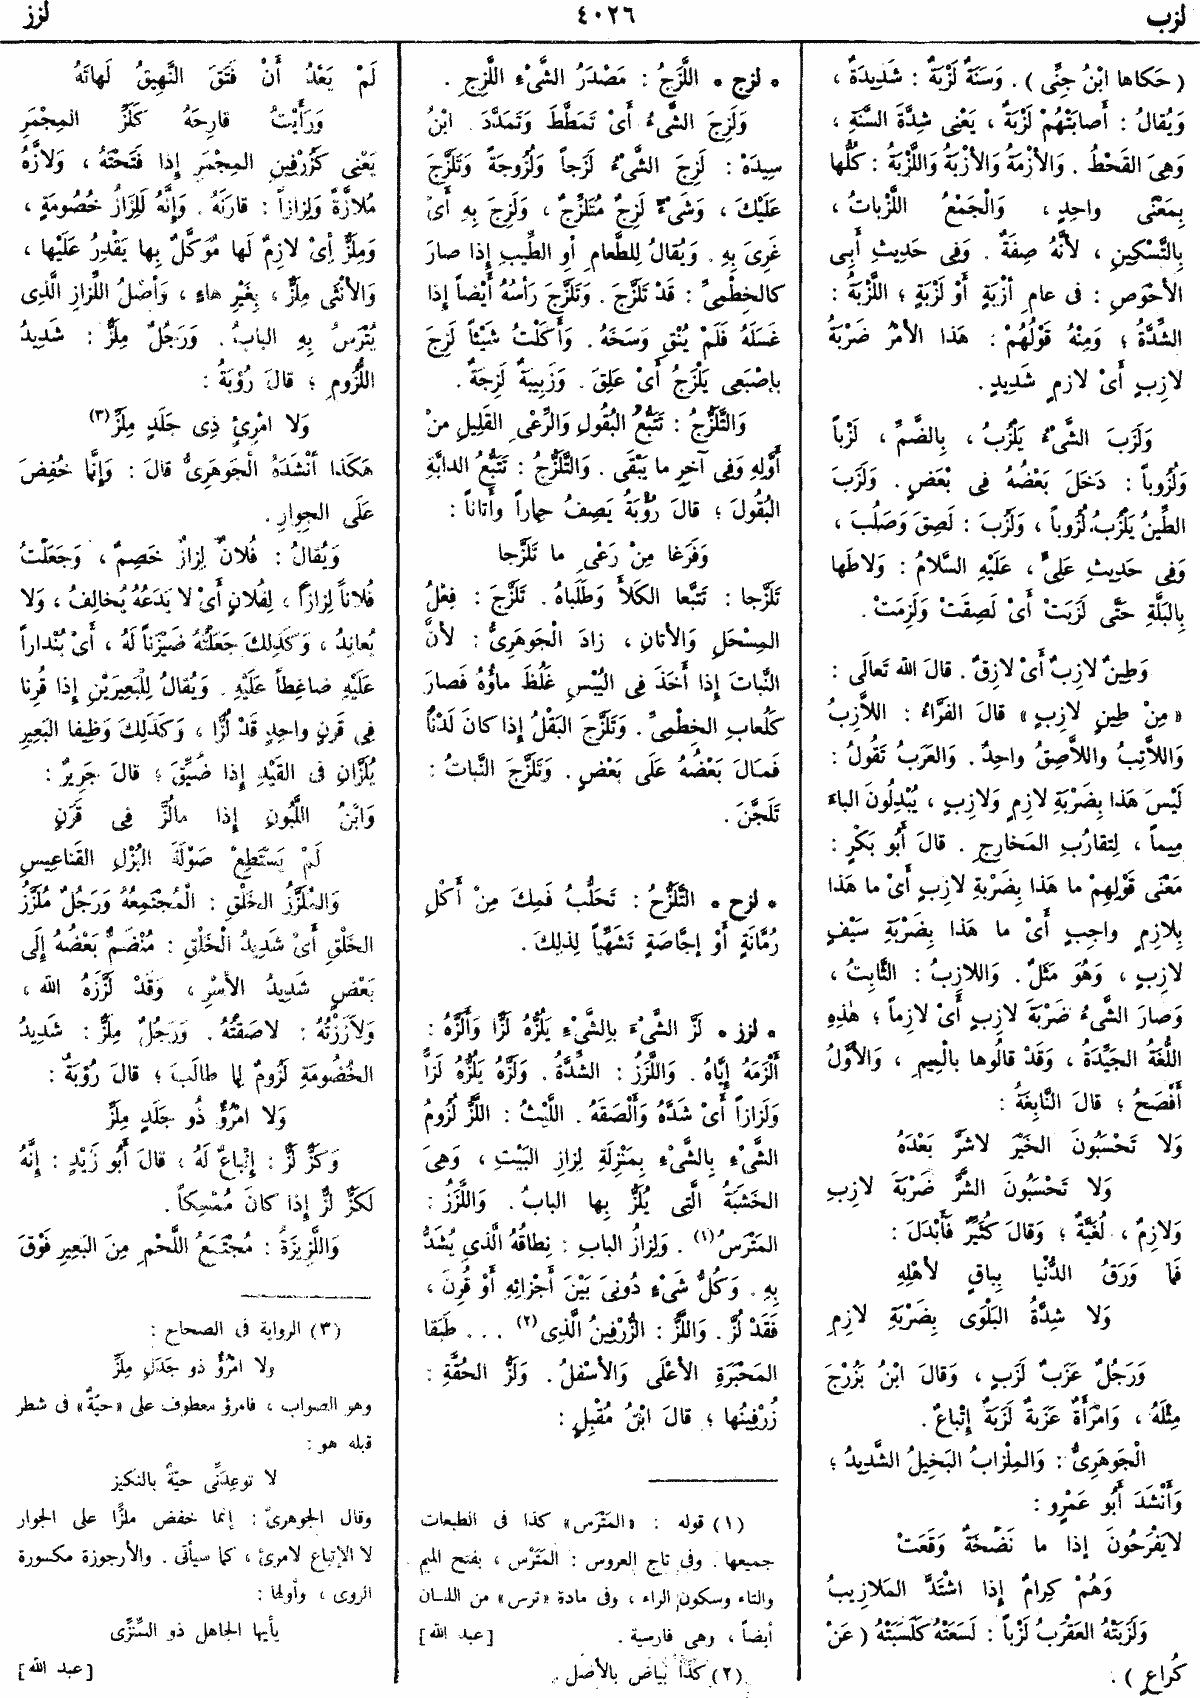 لزب
٤٠٢٦
لزز
( حَكاها ابْنُ جِنِّى ) . وَسَنَةٌ لَزْبَةٌ : شَدِيدَةٌ ،
وَيُقالُ : أَصابَتْهُمْ لَزْبَةٌ ، يَعْنِى شِدَّةَ السَّنَةِ ،
وَهِىَ القَحْطُ . وَالأَزْمَةُ وَالأَزْبَةُ وَاللَّزْبَةُ : كُلُّها
بِمَعْنًى واحِدٍ ، وَالْجَمْعُ اللَّزْباتُ ،
بِالتَّسْكِينِ ، لأَنَّهُ صِفَةٌ . وَفِى حَدِيثِ أَبِى
الأَحْوَصِ : فى عامِ أَزْبَةٍ أَوْ لَزْبَةٍ ؛ اللَّزْبَةُ :
الشِّدَّةُ ؛ وَمِنْهُ قَوْلُهُمْ : هَذا الأَمْرُ ضَرْبَةُ
لازِبٍ أَىْ لازِمٍ شَدِيدٍ .
وَلَزَبَ الشَّىْءُ يَلْزُبُ ، بِالضَّمِّ ، لَزْباً
وَلُزُوباً : دَخَلَ بَعْضُهُ فِى بَعْضٍ . وَلَزَبَ
الطِّينُ يَلْزُبُ لُزُوباً ، وَلَزُبَ : لَصِقَ وَصَلُبَ ،
وَفِى حَدِيثِ عَلِىٍّ ، عَلَيْهِ السَّلامُ : وَلاطَها
بِالبَلَّةِ حَتَّى لَزَبَتْ أَىْ لَصِقَتْ وَلَزِمَتْ .
وَطِينٌ لازِبٌ أَىْ لازِقٌ . قالَ اللهُ تَعالَى :
« مِنْ طِينٍ لازِبٍ » قالَ الفَرَّاءُ : اللاَّزِبُ
وَاللاَّتِبُ واللاَّصِقُ واحِدٌ . وَالعَرَبُ تَقُولُ :
لَيْسَ هَذا بِضَرْبَةِ لازِمٍ وَلازِبٍ ، يُبْدِلُونَ الباءَ
مِيماً ، لِتَقارُبِ المَخارِجِ . قالَ أَبُو بَكْرٍ :
مَعْنَى قَوْلِهِمْ ما هَذا بِضَرْبَةِ لازِبٍ أَىْ ما هَذا
بِلازِمٍ واجِبٍ أَىْ ما هَذا بِضَرْبَةِ سَيْفٍ
لازِبٍ ، وَهُوَ مَثَلٌ . وَاللازِبُ : الثَّابِتُ ،
وَصارَ الشَّىْءُ ضَرْبَةَ لازِبٍ أَىْ لازِماً ؛ هٰذِهِ
اللُّغَةُ الجَيِّدَةُ ، وَقَدْ قالُوها بالْمِيمِ ، وَالأَوَّلُ
أَفْصَحُ ؛ قالَ النَّابِغَةُ :
وَلا تَحْسَبُونَ الخَيْرَ لاشَرَّ بَعْدَهُ
وَلا تَحْسَبُونَ الشَّرَّ ضَرْبَةَ لازِبِ
وَلازِمٌ ، لُغَيَّةٌ ؛ وَقالَ كُثَيِّرٌ فَأَبْدَلَ :
فَما وَرَقُ الدُّنْيا بِباقٍ لأَهْلِهِ
وَلا شِدَّةُ البَلْوَى بِضَرْبَةِ لازِمِ
وَرَجُلٌ عَزَبٌ لَزَبٌ ، وَقالَ ابْنُ بُزُرْجَ
مِثْلَهُ ، وَامْرَأَةٌ عَزَبَةٌ لَزَبَةٌ إِتْباعٌ .
الْجَوْهَرِىُّ : وَالمِلْزابُ البَخِيلُ الشَّدِيدُ ؛
وَأَنْشَدَ أَبُو عَمْرٍو :
لايَفْرَحُونَ إذا ما نَضْخَةٌ وَقَعَتْ
وَهُمْ كِرامٌ إِذا اشْتَدَّ المَلازِيبُ
وَلَزَبَتْهُ العَقْرَبُ لَزْباً : لَسَعَتْهُ كَلَسَبَتْهُ ( عَنْ
كُراعٍ ) .
* لزج * اللَّزَجُ : مَصْدَرُ الشَّىْءِ اللَّزِجِ .
وَلَزِجَ الشَّىْءُ أَىْ تَمَطَّطَ وَتَمَدَّدَ . ابْنُ
سِيدَهْ : لَزِجَ الشَّىْءُ لَزَجاً وَلُزُوجَةً وَتَلَزَّجَ
عَلَيْكَ ، وَشَىْءٌ لَزِجٌ مُتَلَزِّجٌ ، وَلَزِجَ بِهِ أَىْ
غَرِىَ بِهِ . وَيُقالُ لِلطَّعامِ أَوِ الطِّيبِ إِذا صارَ
كالخِطْمِىِّ : قَدْ تَلَزَّجَ . وَتَلَزَّجَ رَأْسُهُ أَيْضاً إِذا
غَسَلَهُ فَلَمْ يُنْقِ وَسَخَهُ . وَأَكَلْتُ شَيْئاً لَزِجَ
بِإِصْبَعِى يَلْزَجُ أَىْ عَلِقَ . وَزَبِيبَةٌ لَزِجَةٌ .
وَالتَّلَزُّجُ : تَتَبُّعُ البُقُولِ وَالرِّعْىِ القَلِيلِ مِنْ
أَوَّلِهِ وَفِى آخِرِ ما يَبْقَى . وَالتَّلَزُّجُ : تَتَبُّعُ الدابَّةِ
البُقُولَ ؛ قالَ رُؤْبَةُ يَصِفُ حِماراً وَأَتاناً :
وَفَرَغا مِنْ رَعْىِ ما تَلَزَّجا
تَلَزَّجا : تَتَبَّعا الكَلأَ وَطَلَباهُ . تَلَزَّجَ : فِعْلُ
المِسْحَلِ وَالأَتانِ ، زادَ الْجَوْهَرِىُّ : لأَنَّ
النَّباتَ إِذا أَخَذَ فى الْيُبْسِ غَلُظَ ماؤُهُ فَصارَ
كَلُعابِ الخِطْمِىِّ . وَتَلَزَّجَ البَقْلُ إِذا كانَ لَدْناً
فَمالَ بَعْضُهُ عَلَى بَعْضٍ . وَتَلَزَّجَ النَّباتُ :
تَلَجَّنَ .
* لزح * التَّلَزُّحُ : تَحَلُّبُ فَمِكَ مِنْ أَكْلِ
رُمَّانَةٍ أَوْ إِجَّاصَةٍ تَشَهِّياً لِذلِكَ .
* لزز * لَزَّ الشَّىْءَ بِالشَّىْءِ يَلُزُّهُ لَزًّا وَأَلَزَّهُ :
أَلْزَمَهُ إِيَّاهُ . وَاللَّزَزُ : الشِّدَّةُ . وَلَزَّهُ يَلُزُّهُ لَزًّا
وَلَزازاً أَىْ شَدَّهُ وَأَلْصَقَهُ . اللَّيْثُ : اللَّزُّ لُزُومُ
الشَّىْءِ بِالشَّىْءِ بِمَنْزِلَةِ لِزازِ البَيْتِ ، وَهِىَ
الخَشَبَةُ الَّتِى يُلَزُّ بِها البابُ . وَاللَّزَزُ :
المَتْرَسُ (١) . وَلِزازُ البابِ : نِطاقُهُ الَّذِى يُشَدُّ
بِهِ . وَكُلُّ شَىْءٍ دُونِىَ بَيْنَ أَجْزائِهِ أَوْ قُرِنَ ،
فَقَدْ لُزَّ . وَاللَّزُّ : الزُّرْفِينُ الَّذِى (٢) ... طَبَقا
المَحْبَرَةِ الأَعْلَى وَالأَسْفَلُ . وَلَزُّ الحُقَّةِ :
زُرْفِينُها ؛ قالَ ابْنُ مُقْبِلٍ :
(١) قوله : «المَتْرَس» كذا فى الطبعات
جميعها . وفى تاج العروس : المَتَرْس ، بفتح الميم
والتاء وسكون الراء ، وفى مادة «ترس» من اللسان
أيضاً ، وهى فارسية . [عبد الله]
(٢) كذا بياض بالأصل .
لَمْ يَعْدُ أَنْ فَتَقَ النَّهِيقُ لَهاتَهُ
وَرَأَيْتُ قارِحَهُ كَلَزِّ المِجْمَرِ
يَعْنِى كَزُرْفِينِ المِجْمَرِ إِذا فَتَحْتَهُ ، وَلازَّهُ
مُلازَّةً وَلِزازاً : قارَنَهُ . وَإِنَّهُ لَلِزازُ خُصُومَةٍ ،
وَمِلَزٌّ أَىْ لازِمٌ لَها مُوَكَّلٌ بِها يَقْدِرُ عَلَيْها ،
وَالأُنْثَى مِلَزٌّ ، بِغَيْرِ هاءٍ ، وَأَصْلُ اللِّزازِ الَّذِى
يُتْرَسُ بِهِ البابُ . وَرَجُلٌ مِلَزٌّ : شَدِيدُ
اللُّزُومِ ؛ قالَ رُؤْبَةُ :
وَلا امْرِئٍ ذِى جَلَدٍ مِلَزِّ (٣)
هَكَذا أَنْشَدَهُ الْجَوهَرِىُّ قالَ : وَإِنَّما خُفِضَ
عَلَى الجِوارِ .
وَيُقالُ : فُلانٌ لِزازٌ خَصِمٌ ، وَجَعَلْتُ
فُلاناً لِزازاً ، لِفُلانٍ أَىْ لا يَدَعُهُ يُخالِفُ ، وَلا
يُعانِدُ ، وَكَذلِكَ جَعَلْتُهُ ضَيْزَناً لَهُ ، أَىْ بُنْداراً
عَلَيْهِ ضاغِطاً عَلَيْهِ . وَيُقالُ لِلْبَعِيرَيْنِ إِذا قُرِنا
فِى قَرَنٍ واحِدٍ قَدْ لُزَّا ، وَكَذلِكَ وَظِيفا البَعِيرِ
يُلَزَّانِ فى القَيْدِ إِذا ضُيِّقَ ؛ قالَ جَرِيرٌ :
وَابْنُ اللَّبُونِ إِذا مالُزَّ فِى قَرَنٍ
لَمْ يَسْتَطِعْ صَوْلَةَ البُزْلِ القَناعِيسِ
وَالمُلَزَّزُ الخَلْقِ : الْمُجْتَمِعُهُ وَرَجُلٌ مُلَزَّزُ
الخَلْقِ أَىْ شَدِيدُ الْخَلْقِ : مُنْضَمٌّ بَعْضُهُ إِلَى
بَعْضٍ شَدِيدُ الأَسْرِ ، وَقَدْ لَزَّزَهُ اللهُ ،
وَلازَزْتُهُ : لاصَقْتُهُ . وَرَجُلٌ مِلَزٌّ : شَدِيدُ
الخُصُومَةِ لَزُومٌ لِما طالَبَ ؛ قالَ رُؤْبَةُ :
وَلا امْرُؤٌ ذُو جَلَدٍ مِلَزُّ
وَكَزٌّ لَزٌّ : إِتْباعٌ لَهُ ، قالَ أَبُو زَيْدٍ : إِنَّهُ
لَكَزٌّ لَزٌّ إِذا كانَ مُمْسِكاً .
وَاللَّزِيزَةُ : مُجْتَمَعُ اللَّحْمِ مِنَ البَعِيرِ فَوْقَ
(٣) الرواية فى الصحاح :
ولا امْرُؤٌ ذو جَدَلٍ مِلَزِّ
وهو الصواب ، فامرؤ معطوف على «حيّةٌ» فى شطر
قبله هو :
لا توعِدَنِّى حيّةٌ بالنكيز
وقال الجوهرىّ : إنما خفض ملزًّا على الجوار
لا الإتباع لامرئ ، كما سيأتى . والأرجوزة مكسورة
الروى ، وأولها :
يأيها الجاهل ذو التَّنَزِّى
[عبد الله]